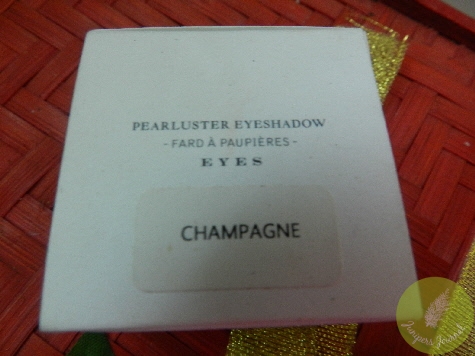 PEARLUSTER EYESHADOW
- FARD À PAUPIÈRES -
EYES
CHAMPAGNE